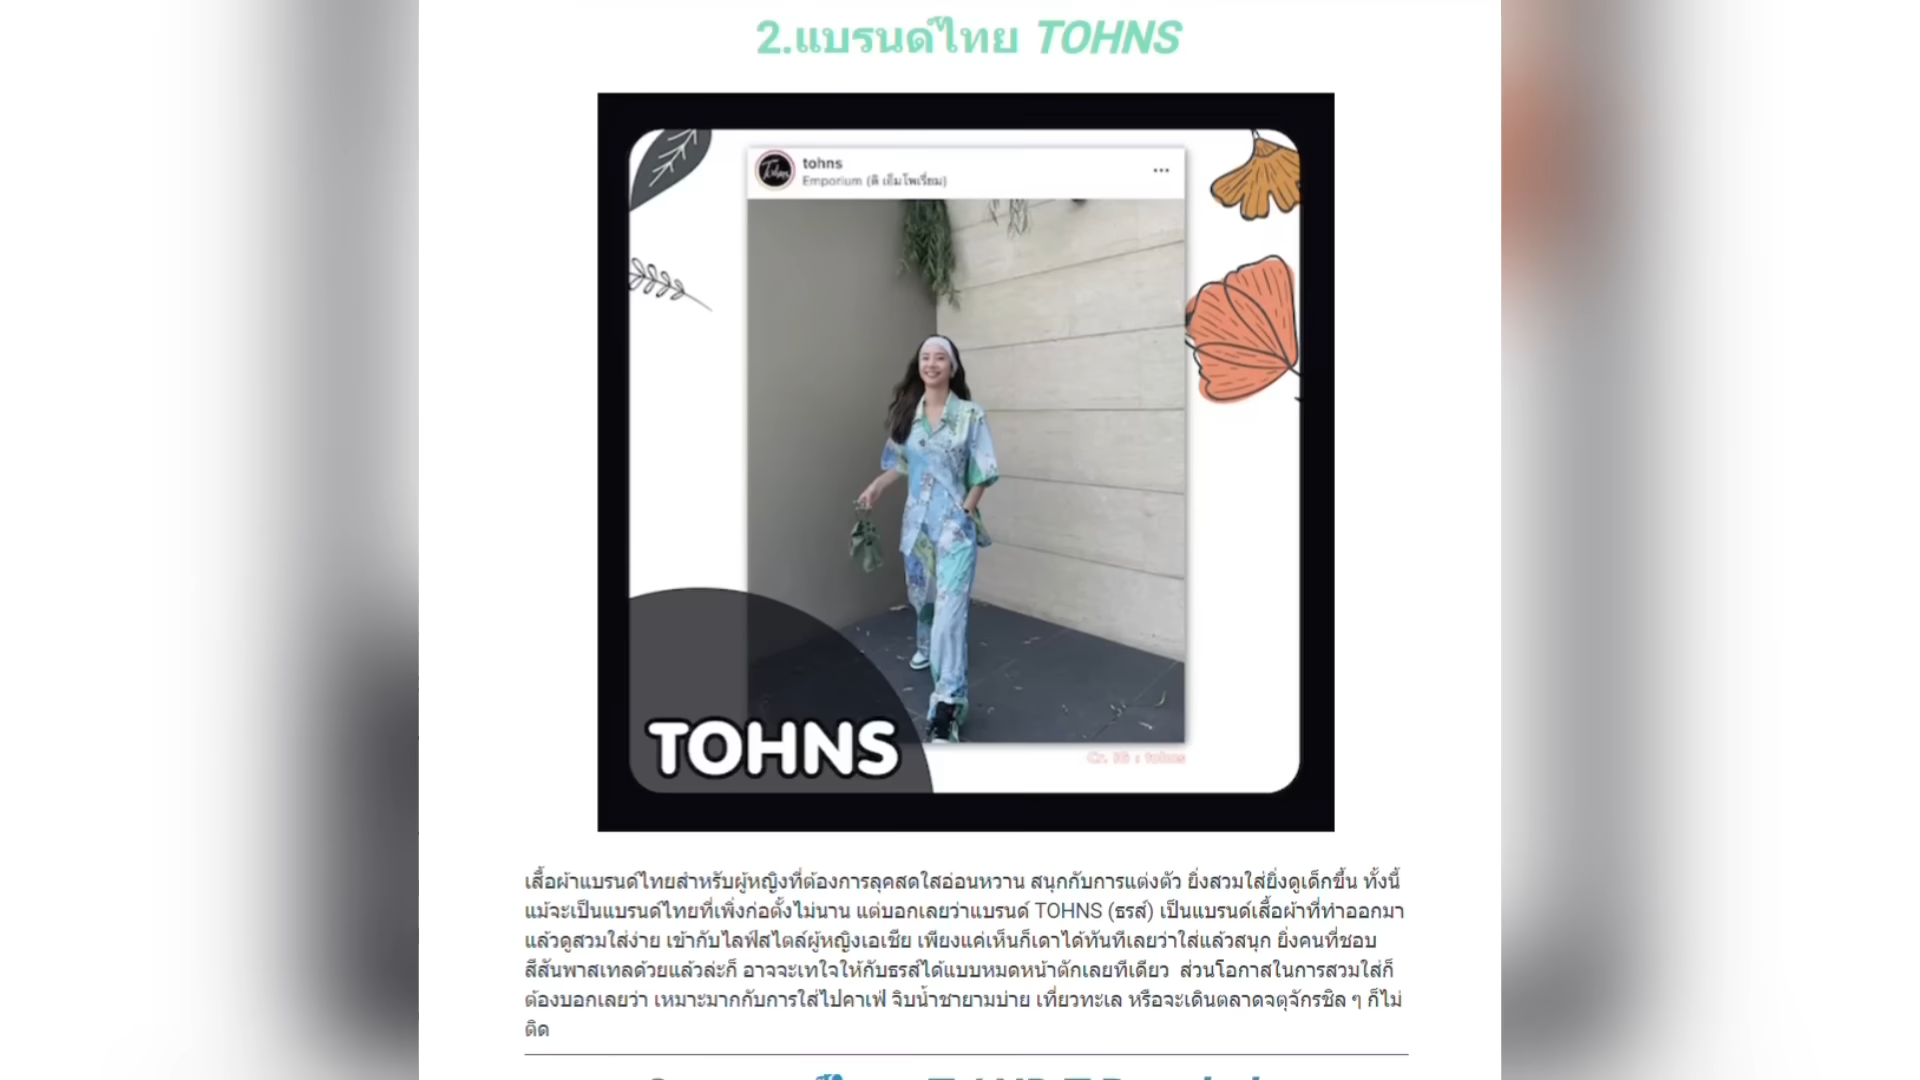 2.แบรนด์ไทย TOHNS
tohns
Emporium (ดิ เอ็มโพเรี่ยม)
TOHNS
Cr. IG : tohns
เสื้อผ้าแบรนด์ไทยสำหรับผู้หญิงที่ต้องการลุคสดใสอ่อนหวาน สนุกกับการแต่งตัว ยิ่งสวมใส่ยิ่งดูเด็กขึ้น ทั้งนี้
แม้จะเป็นแบรนด์ไทยที่เพิ่งก่อตั้งไม่นาน แต่บอกเลยว่าแบรนด์ TOHNS (ธรส์) เป็นแบรนด์เสื้อผ้าที่ทำออกมา
แล้วดูสวมใส่ง่าย เข้ากับไลฟ์สไตล์ผู้หญิงเอเชีย เพียงแค่เห็นก็เดาได้ทันทีเลยว่าใส่แล้วสนุก ยิ่งคนที่ชอบ
สีสันพาสเทลด้วยแล้วล่ะก็ อาจจะเทใจให้กับธรส์ได้แบบหมดหน้าตักเลยทีเดียว ส่วนโอกาสในการสวมใส่ก็
ต้องบอกเลยว่า เหมาะมากกับการใส่ไปคาเฟ่ จิบน้ำชายามบ่าย เที่ยวทะเล หรือจะเดินตลาดจตุจักรชิล ๆ ก็ไม่
ติด